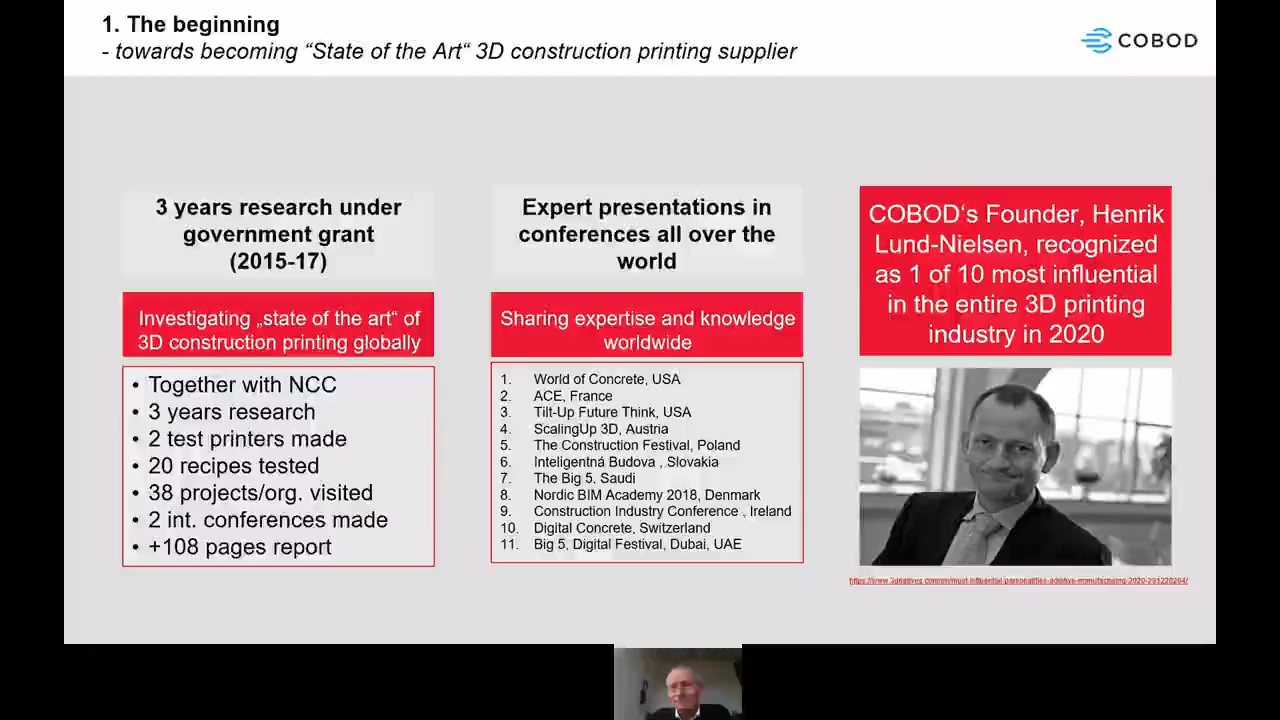 1. The beginning
- towards becoming “State of the Art“ 3D construction printing supplier
COBOD
3 years research under
government grant
(2015-17)
Investigating „state of the art“ of
3D construction printing globally
• Together with NCC
• 3 years research
• 2 test printers made
• 20 recipes tested
• 38 projects/org. visited
• 2 int. conferences made
• +108 pages report
Expert presentations in
conferences all over the
world
Sharing expertise and knowledge
worldwide
1. World of Concrete, USA
2. ACE, France
3. Tilt-Up Future Think, USA
4. ScalingUp 3D, Austria
5. The Construction Festival, Poland
6. Inteligentná Budova , Slovakia
7. The Big 5, Saudi
8. Nordic BIM Academy 2018, Denmark
9. Construction Industry Conference , Ireland
10. Digital Concrete, Switzerland
11. Big 5, Digital Festival, Dubai, UAE
COBOD‘s Founder, Henrik
Lund-Nielsen, recognized
as 1 of 10 most influential
in the entire 3D printing
industry in 2020